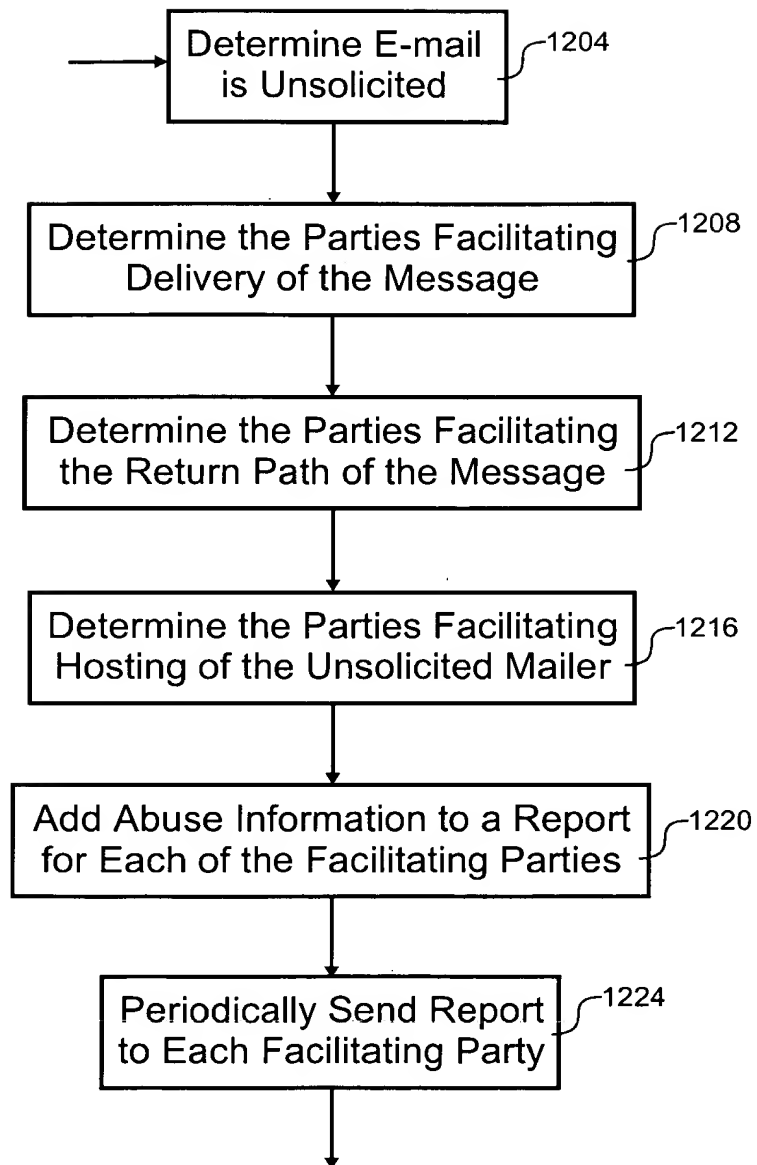 Determine E-mail
is Unsolicited
1204
Determine the Parties Facilitating
Delivery of the Message
1208
Determine the Parties Facilitating
the Return Path of the Message
1212
Determine the Parties Facilitating
Hosting of the Unsolicited Mailer
1216
Add Abuse Information to a Report
for Each of the Facilitating Parties
1220
Periodically Send Report
to Each Facilitating Party
1224